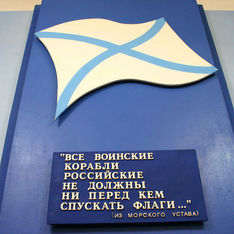 "ВСЕ ВОИНСКИЕ
КОРАБЛИ
РОССИЙСКИЕ
НЕ ДОЛЖНЫ
НИ ПЕРЕД КЕМ
СПУСКАТЬ ФЛАГИ..."
(ИЗ МОРСКОГО УСТАВА)